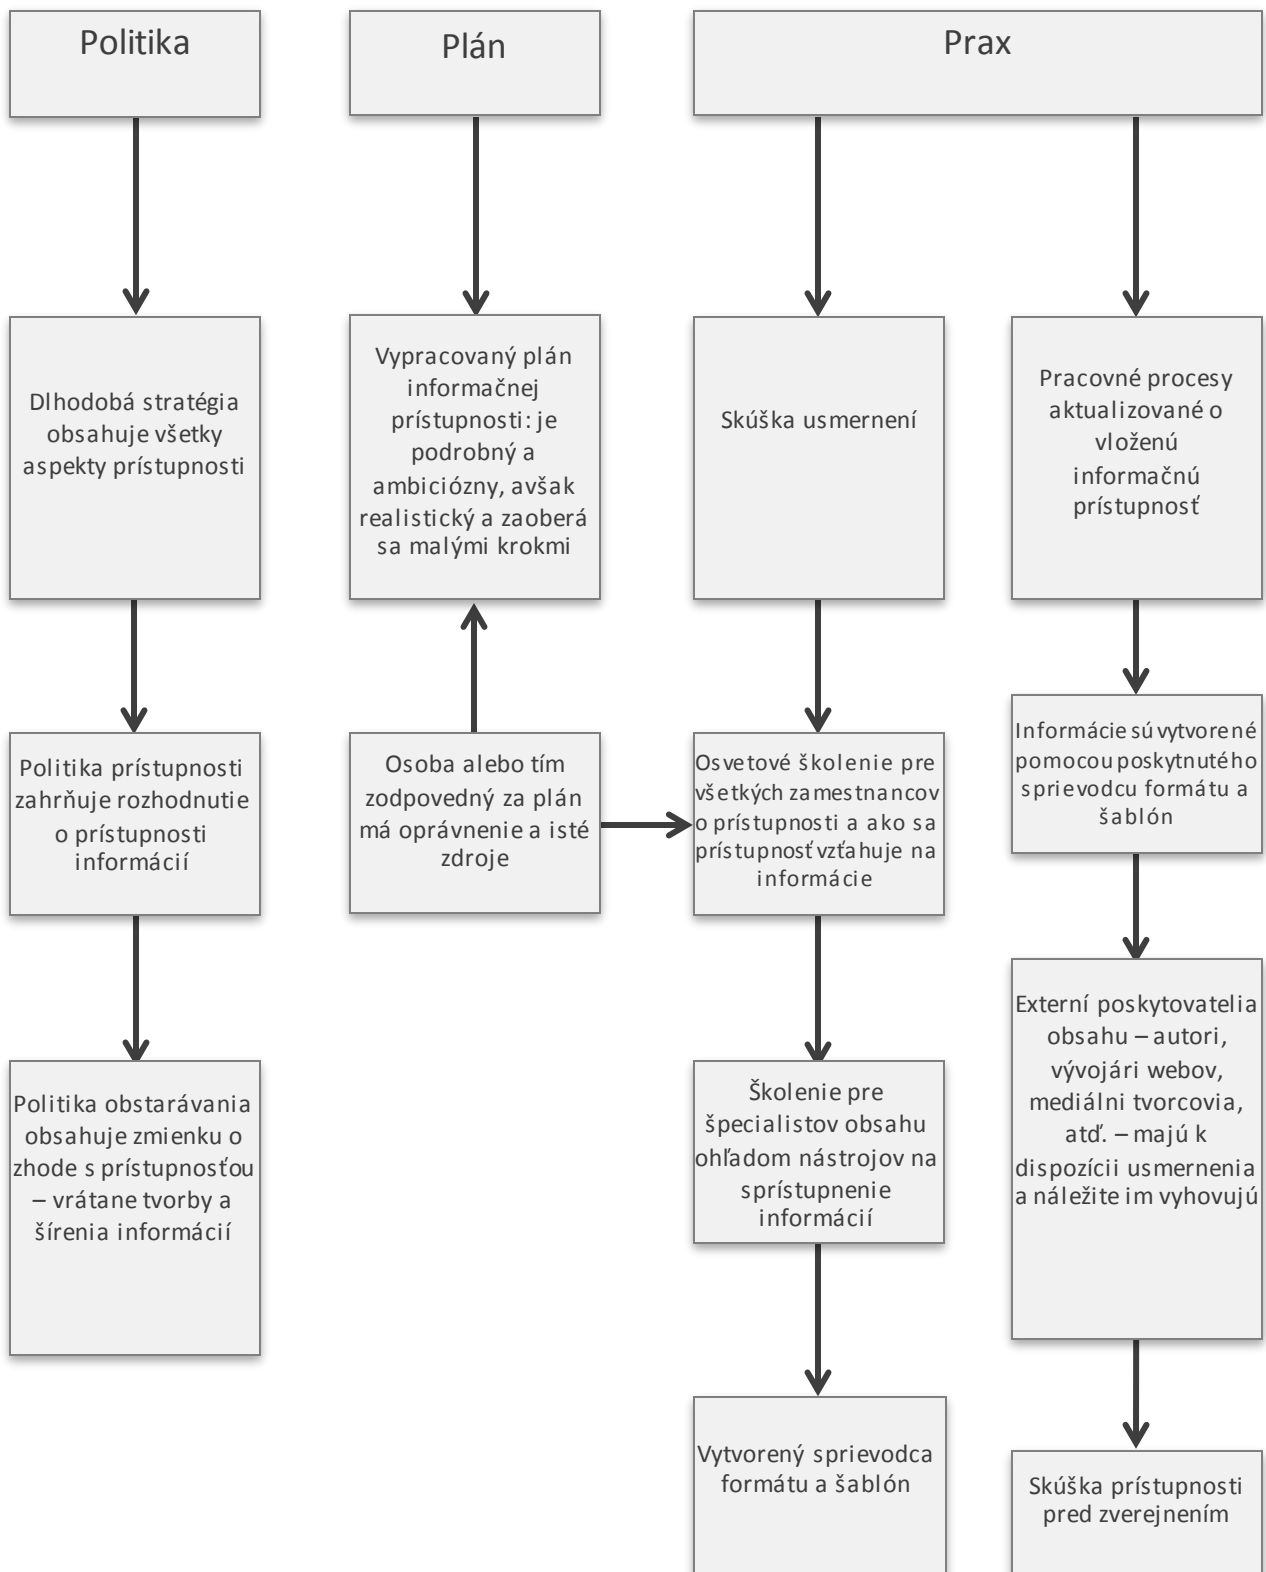 Politika
Plán
Prax
Dlhodobá stratégia
obsahuje všetky
aspekty prístupnosti
Vypracovaný plán
informačnej
prístupnosti: je
podrobný a
ambiciózny, avšak
realistický a zaoberá
sa malými krokmi
Skúška usmernení
Pracovné procesy
aktualizované o
vloženú
informačnú
prístupnosť
Politika prístupnosti
zahrňuje rozhodnutie
o prístupnosti
informácií
Osoba alebo tím
zodpovedný za plán
má oprávnenie a isté
zdroje
Osvetové školenie pre
všetkých zamestnancov
o prístupnosti a ako sa
prístupnosť vzťahuje na
informácie
Informácie sú vytvorené
pomocou poskytnutého
sprievodcu formátu a
šablón
Politika obstarávania
obsahuje zmienku o
zhode s prístupnosťou
– vrátane tvorby a
šírenia informácií
Školenie pre
špecialistov obsahu
ohľadom nástrojov na
sprístupnenie
informácií
Externí poskytovatelia
obsahu – autori,
vývojári webov,
mediálni tvorcovia,
atď. – majú k
dispozícii usmernenia
a náležite im vyhovujú
Vytvorený sprievodca
formátu a šablón
Skúška prístupnosti
pred zverejnením